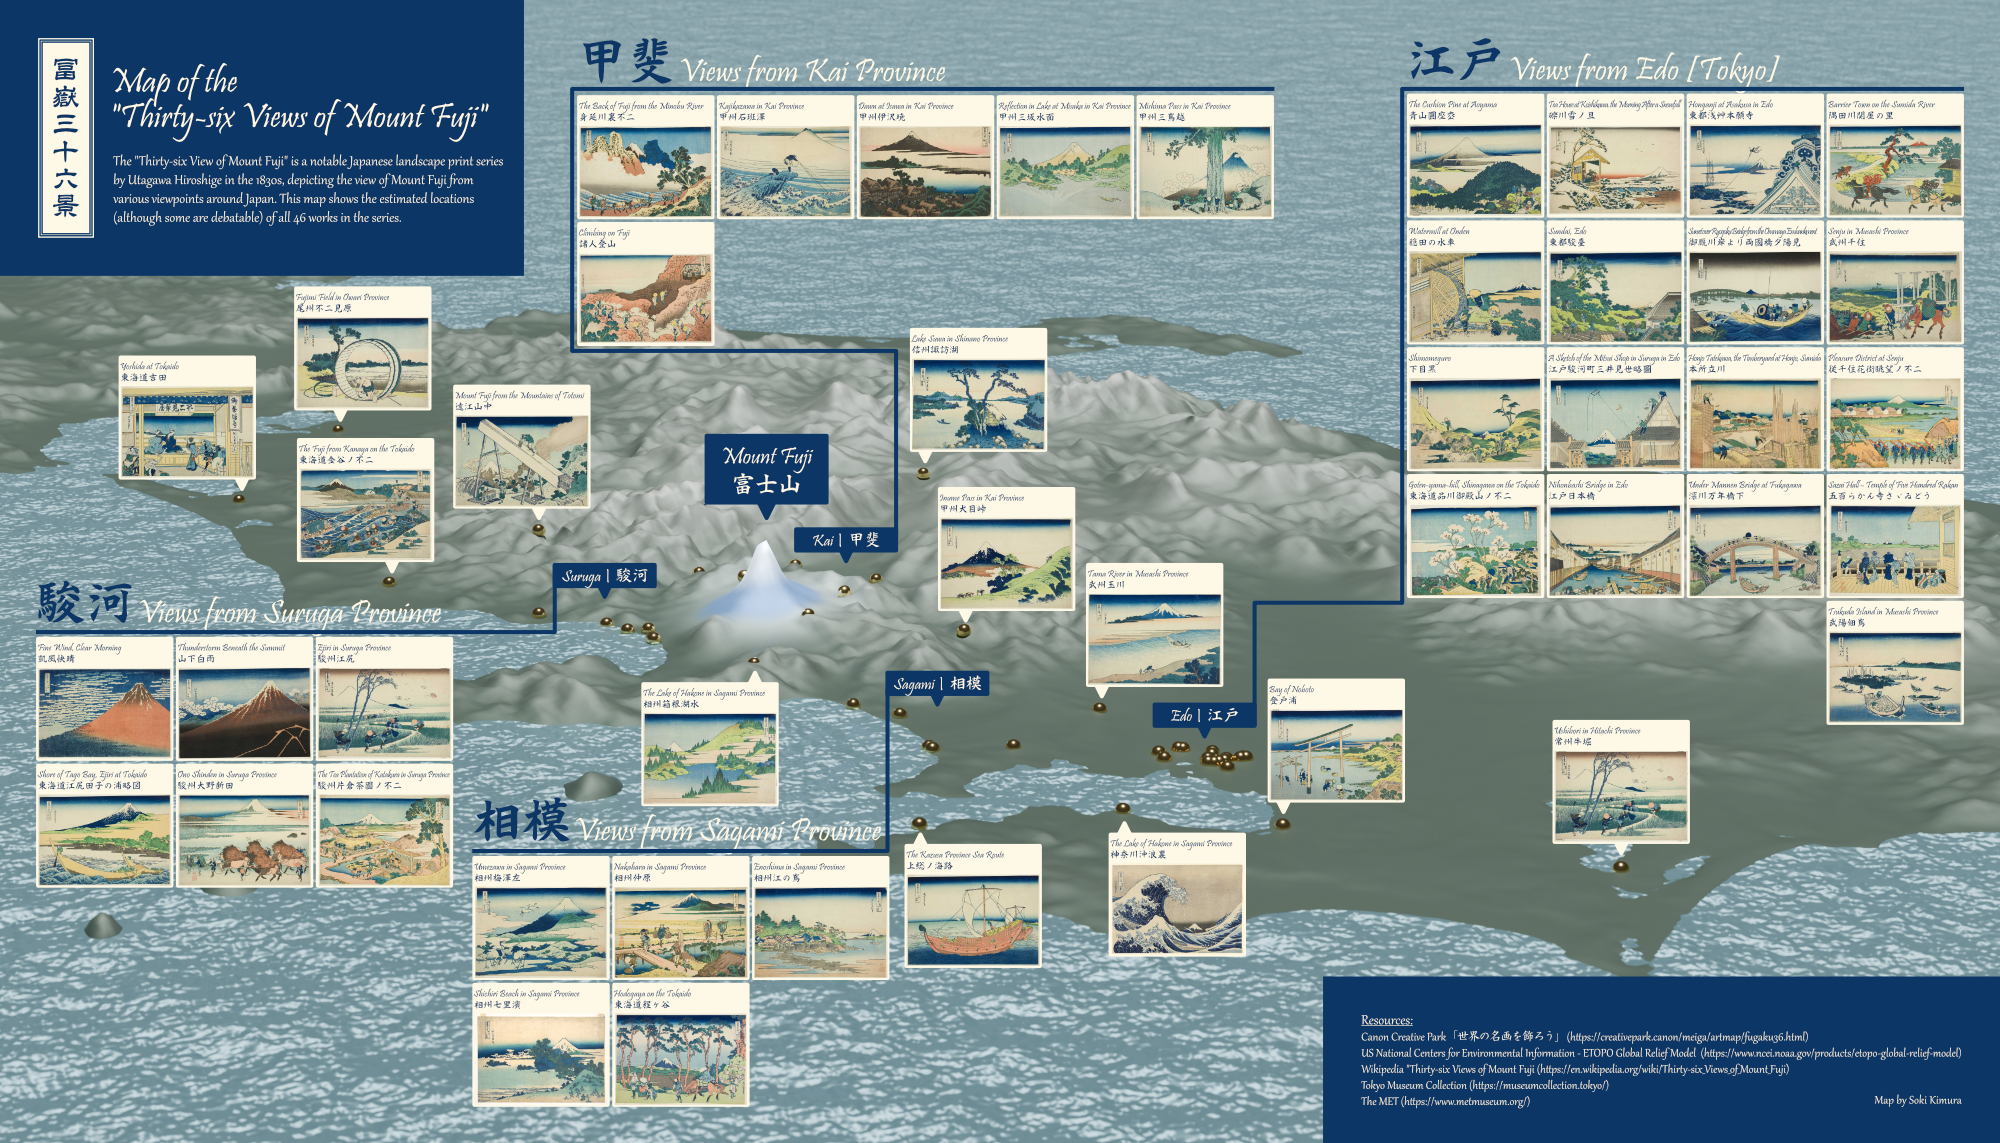 富嶽三十六景
Map of the
"Thirty-six Views of Mount Fuji"
The "Thirty-six View of Mount Fuji" is a notable Japanese landscape print series
by Utagawa Hiroshige in the 1830s, depicting the view of Mount Fuji from
various viewpoints around Japan. This map shows the estimated locations
(although some are debatable) of all 46 works in the series.
甲斐 Views from Kai Province
The Back of Fuji from the Minobu River
身延川裏不二
Kajikazawa in Kai Province
甲州石班澤
Dawn at Isawa in Kai Province
甲州伊沢暁
Reflection in Lake at Misaka in Kai Province
甲州三坂水面
Mishima Pass in Kai Province
甲州三嶌越
Climbing on Fuji
諸人登山
江戸 Views from Edo [Tokyo]
The Cushion Pine at Aoyama
青山圓座枩
Tea House at Koishikawa. the Morning After a Snowfall
礫川雪ノ旦
Honganji at Asakusa in Edo
東都浅艸本願寺
Barrier Town on the Sumida River
隅田川関屋の里
Watermill at Onden
穏田の水車
Sundai, Edo
東都駿臺
御厩川岸より両國橋夕陽見
Senju in Musashi Province
武州千住
Shimomeguro
下目黒
A Sketch of the Mitsui Shop in Suruga in Edo
江戸駿河町三井見世略圖
Honjo Tatekawa, the Timberyard at Honjo, Sumida
本所立川
Pleasure District at Senju
従千住花街眺望ノ不二
Goten-yama-hill, Shinagawa on the Tokaido
東海道品川御殿山ノ不二
Nihonbashi Bridge in Edo
江戸日本橋
Under Mannen Bridge at Fukagawa
深川万年橋下
Sazai Hall - Temple of Five Hundred Rakan
五百らかん寺さゞゐどう
Tsukuda Island in Musashi Province
武陽佃嶌
Fujimi Field in Owari Province
尾州不二見原
Yoshida at Tokaido
東海道吉田
Mount Fuji from the Mountains of Totomi
遠江山中
The Fuji from Kanaya on the Tokaido
東海道金谷ノ不二
Lake Suwa in Shinano Province
信州諏訪湖
Mount Fuji
富士山
Inume Pass in Kai Province
甲州犬目峠
Kai | 甲斐
Suruga | 駿河
Tama River in Musashi Province
武州玉川
駿河 Views from Suruga Province
Fine Wind, Clear Morning
凱風快晴
Thunderstorm Beneath the Summit
山下白雨
Ejiri in Suruga Province
駿州江尻
Shore of Tago Bay, Ejiri at Tokaido
東海道江尻田子の浦略図
Ono Shinden in Suruga Province
駿州大野新田
The Tea Plantation of Katakura in Suruga Province
駿州片倉茶園ノ不二
Sagami | 相模
The Lake of Hakone in Sagami Province
相州箱根湖水
Edo | 江戸
Bay of Noboto
登戸浦
Ushibori in Hitachi Province
常州牛堀
相模 Views from Sagami Province
Umezawa in Sagami Province
相州梅澤左
Nakahara in Sagami Province
相州仲原
Enoshima in Sagami Province
相州江の嶌
Shichiri Beach in Sagami Province
相州七里濱
Hodogaya on the Tokaido
東海道程ヶ谷
The Kazusa Province Sea Route
上総ノ海路
The Lake of Hakone in Sagami Province
神奈川沖浪裏
Resources:
Canon Creative Park「世界の名画を飾ろう」 (https://creativepark.canon/meiga/artmap/fugaku36.html)
US National Centers for Environmental Information - ETOPO Global Relief Model (https://www.ncei.noaa.gov/products/etopo-global-relief-model)
Wikipedia "Thirty-six Views of Mount Fuji (https://en.wikipedia.org/wiki/Thirty-six_Views_of_Mount_Fuji)
Tokyo Museum Collection (https://museumcollection.tokyo/)
The MET (https://www.metmuseum.org/)
Map by Soki Kimura